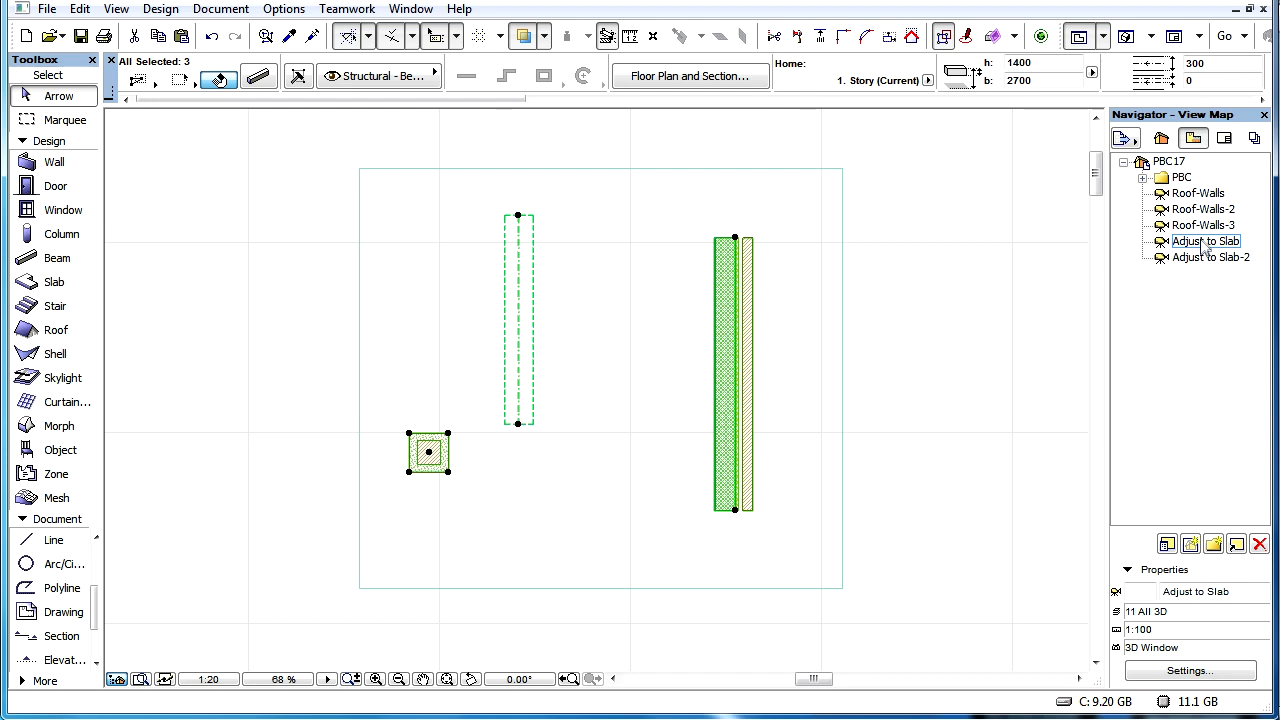 File Edit View Design Document Options Teamwork Window Help
Go
Toolbox
Select
Arrow
Marquee
Design
Wall
Door
Window
Column
Beam
Slab
Stair
Roof
Shell
Skylight
Curtain...
Morph
Object
Zone
Mesh
Document
Line
Arc/Ci...
Polyline
Drawing
Section
Elevat...
More
All Selected: 3
Structural - Be...
Floor Plan and Section...
Home:
1. Story (Current)
h: 1400
b: 2700
300
0
Navigator - View Map
PBC17
PBC
Roof-Walls
Roof-Walls-2
Roof-Walls-3
Adjust to Slab
Adjust to Slab-2
Properties
Adjust to Slab
11 All 3D
1:100
3D Window
Settings...
1:20
68 %
0.00°
C: 9.20 GB
11.1 GB